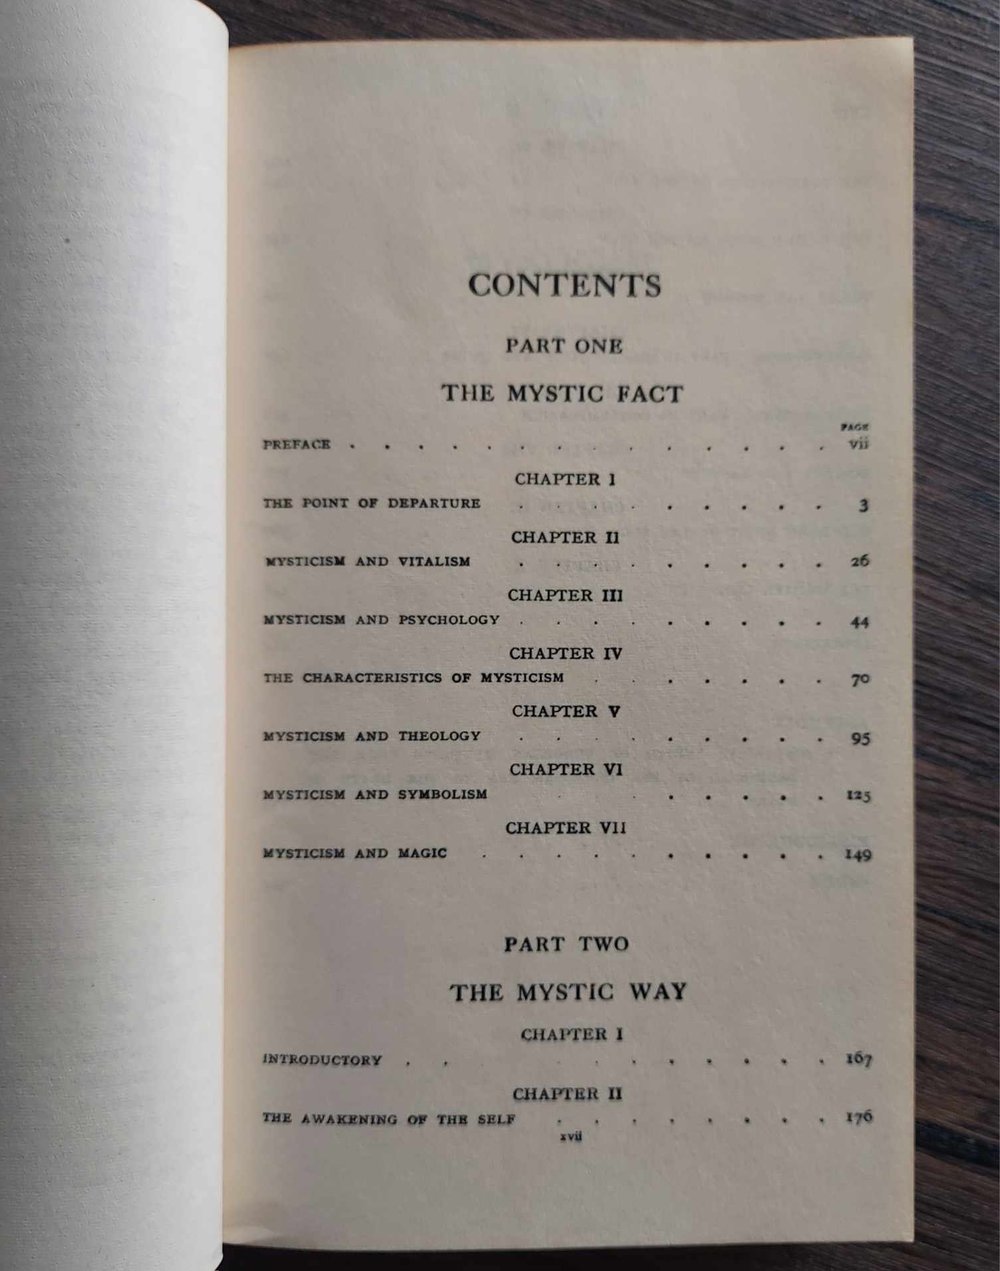 CONTENTS
PART ONE
THE MYSTIC FACT
PAGE
PREFACE . . . . . . . . . . . . . . vii
CHAPTER I
THE POINT OF DEPARTURE . . . . . . . . . 3
CHAPTER II
MYSTICISM AND VITALISM . . . . . . . . . 26
CHAPTER III
MYSTICISM AND PSYCHOLOGY . . . . . . . . . 44
CHAPTER IV
THE CHARACTERISTICS OF MYSTICISM . . . . . . . 70
CHAPTER V
MYSTICISM AND THEOLOGY . . . . . . . . . 95
CHAPTER VI
MYSTICISM AND SYMBOLISM . . . . . 125
CHAPTER VII
MYSTICISM AND MAGIC . . . . . . . . . . 149
PART TWO
THE MYSTIC WAY
CHAPTER I
INTRODUCTORY . . . . . . . . . 167
CHAPTER II
THE AWAKENING OF THE SELF . . . . . . . . 176
xvii